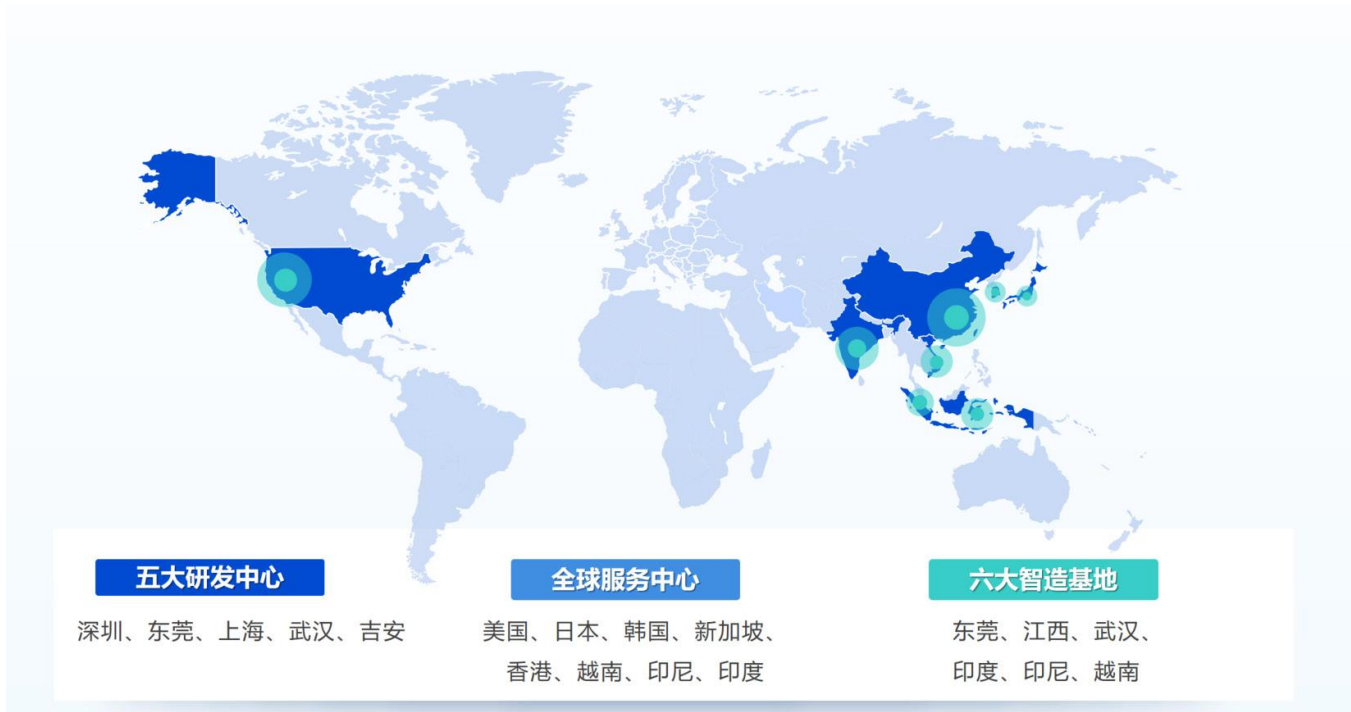 五大研发中心
深圳、东莞、上海、武汉、吉安
全球服务中心
美国、日本、韩国、新加坡、
香港、越南、印尼、印度
六大智造基地
东莞、江西、武汉、
印度、印尼、越南